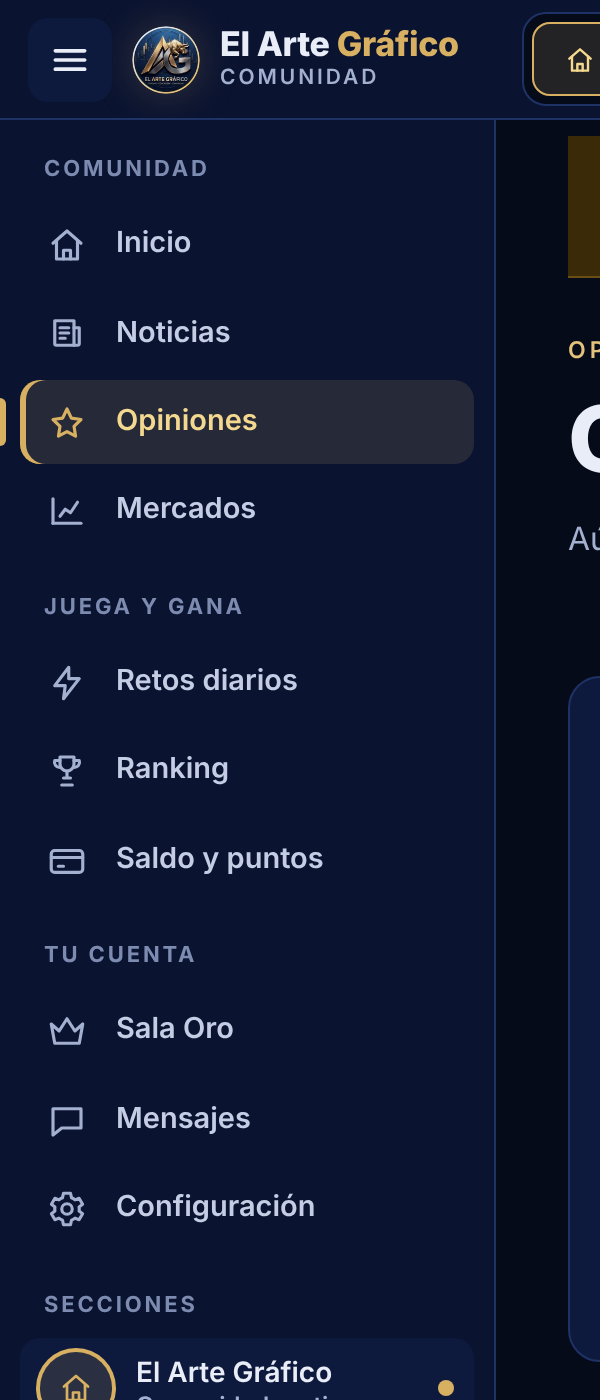 El Arte Gráfico
COMUNIDAD
COMUNIDAD
Inicio
Noticias
Opiniones
Mercados
JUEGA Y GANA
Retos diarios
Ranking
Saldo y puntos
TU CUENTA
Sala Oro
Mensajes
Configuración
SECCIONES
El Arte Gráfico